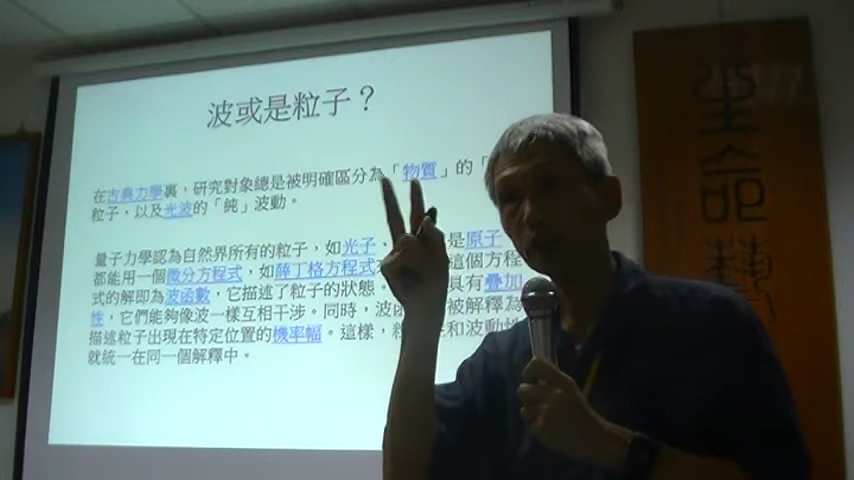 波或是粒子？
在古典力學裏，研究對象總是被明確區分為「物質」的「
粒子，以及光波的「純」波動。
量子力學認為自然界所有的粒子，如光子、 是原子
都能用一個微分方程式，如薛丁格方程式 這個方程
式的解即為波函數，它描述了粒子的狀態。 具有疊加
性，它們能夠像波一樣互相干涉。同時，波函 被解釋為
描述粒子出現在特定位置的機率幅。這樣，粒 和波動性
就統一在同一個解釋中。
命
藝